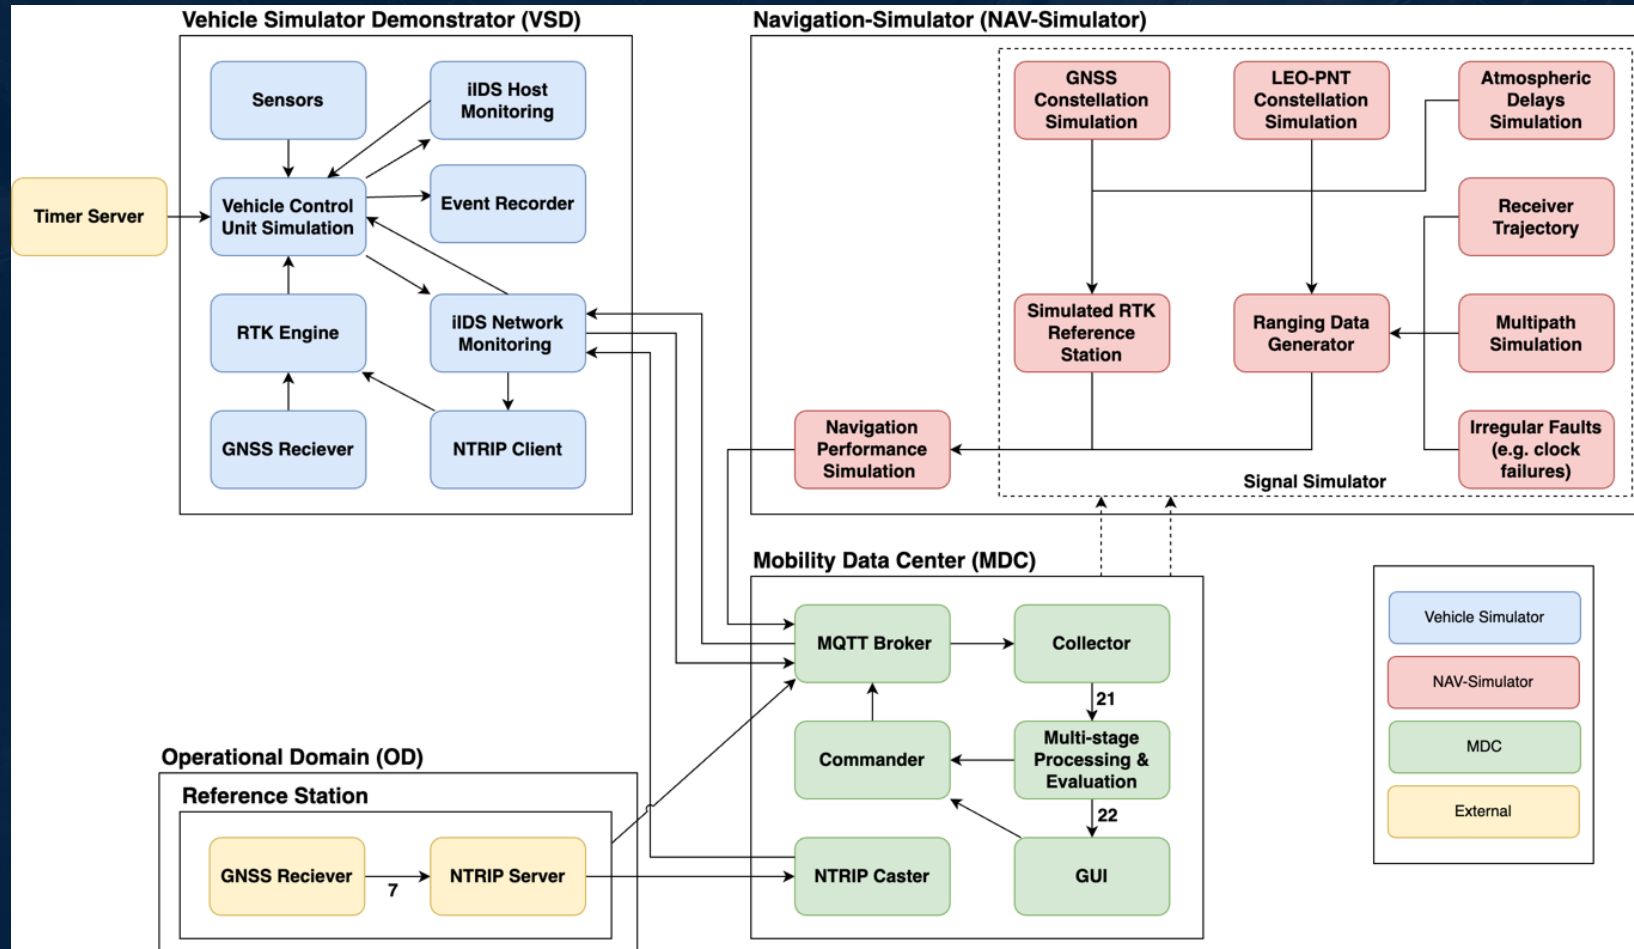 Vehicle Simulator Demonstrator (VSD)
Sensors
iIDS Host
Monitoring
Timer Server
Vehicle Control
Unit Simulation
Event Recorder
RTK Engine
iIDS Network
Monitoring
GNSS Reciever
NTRIP Client
Navigation-Simulator (NAV-Simulator)
GNSS
Constellation
Simulation
LEO-PNT
Constellation
Simulation
Atmospheric
Delays
Simulation
Receiver
Trajectory
Simulated RTK
Reference
Station
Ranging Data
Generator
Multipath
Simulation
Navigation
Performance
Simulation
Irregular Faults
(e.g. clock
failures)
Signal Simulator
Mobility Data Center (MDC)
MQTT Broker
Collector
21
Commander
Multi-stage
Processing &
Evaluation
22
NTRIP Caster
GUI
Operational Domain (OD)
Reference Station
GNSS Reciever
7
NTRIP Server
Vehicle Simulator
NAV-Simulator
MDC
External